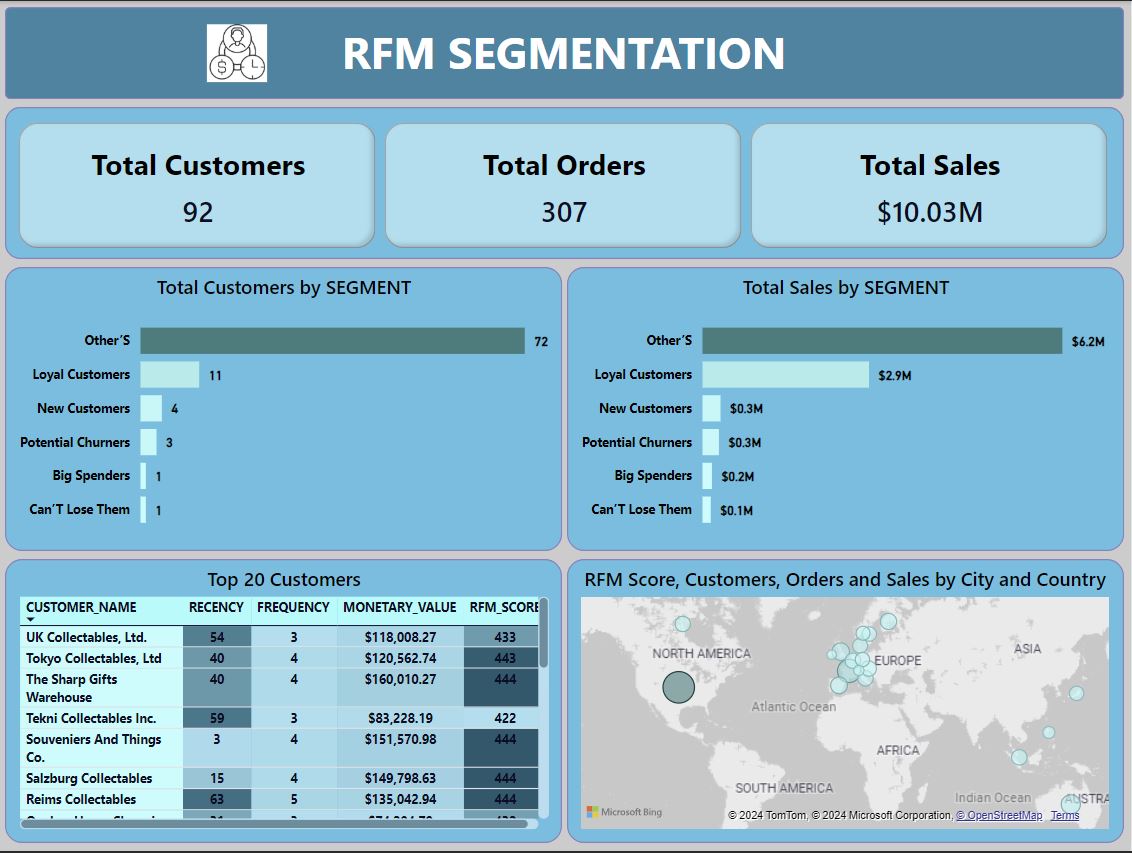 RFM SEGMENTATION
Total Customers
92
Total Orders
307
Total Sales
$10.03M
Total Customers by SEGMENT
Other'S
72
Loyal Customers
11
New Customers
4
Potential Churners
3
Big Spenders
1
Can'T Lose Them
1
Total Sales by SEGMENT
Other'S
$6.2M
Loyal Customers
$2.9M
New Customers
$0.3M
Potential Churners
$0.3M
Big Spenders
$0.2M
Can'T Lose Them
$0.1M
Top 20 Customers
CUSTOMER_NAME RECENCY FREQUENCY MONETARY_VALUE RFM_SCORE
UK Collectables, Ltd. 54 3 $118,008.27 433
Tokyo Collectables, Ltd 40 4 $120,562.74 443
The Sharp Gifts 40 4 $160,010.27 444
Warehouse
Tekni Collectables Inc. 59 3 $83,228.19 422
Souveniers And Things 3 4 $151,570.98 444
Co.
Salzburg Collectables 15 4 $149,798.63 444
Reims Collectables 63 5 $135,042.94 444
RFM Score, Customers, Orders and Sales by City and Country
NORTH AMERICA
EUROPE
ASIA
Atlantic Ocean
AFRICA
SOUTH AMERICA
Indian Ocean
AUSTRA
Microsoft Bing
© 2024 TomTom, © 2024 Microsoft Corporation, © OpenStreetMap Terms